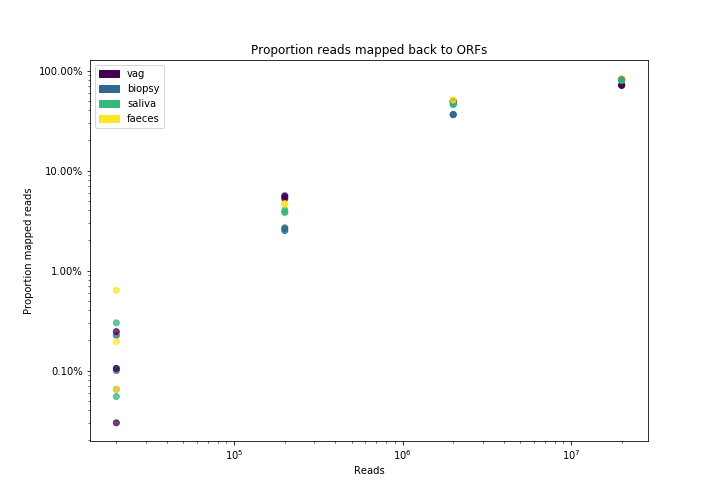 Proportion reads mapped back to ORFs
vag
biopsy
saliva
faeces
100.00%
10.00%
1.00%
0.10%
Proportion mapped reads
10⁵
10⁶
10⁷
Reads